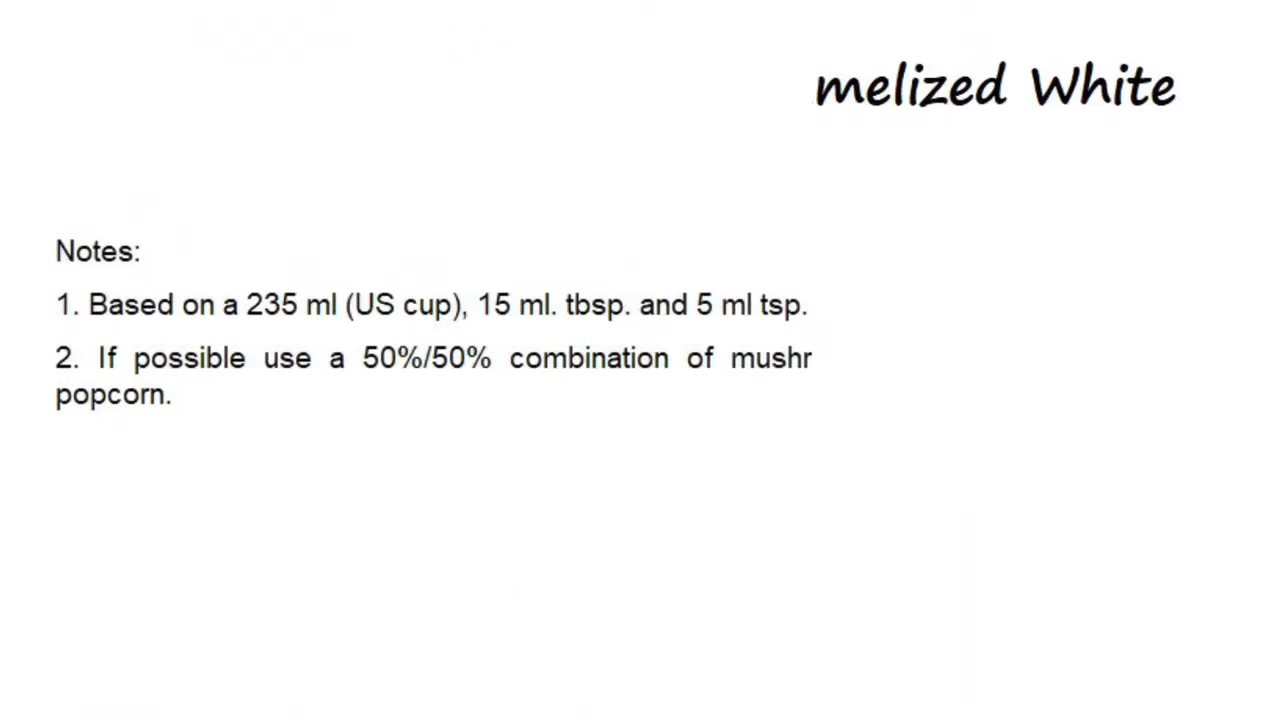 melized White
Notes:
1. Based on a 235 ml (US cup), 15 ml. tbsp. and 5 ml tsp.
2. If possible use a 50%/50% combination of mushr
popcorn.